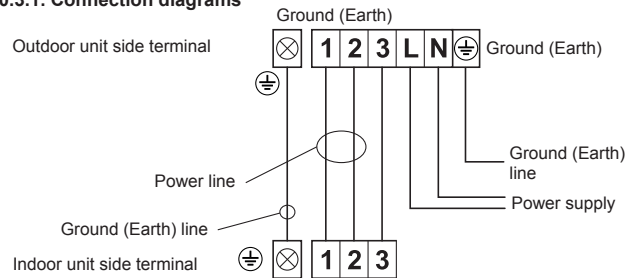 0.3.1. Connection diagrams
Ground (Earth)
Outdoor unit side terminal
1 2 3 L N
Ground (Earth)
Ground (Earth)
line
Power line
Power supply
Ground (Earth) line
Indoor unit side terminal
1 2 3